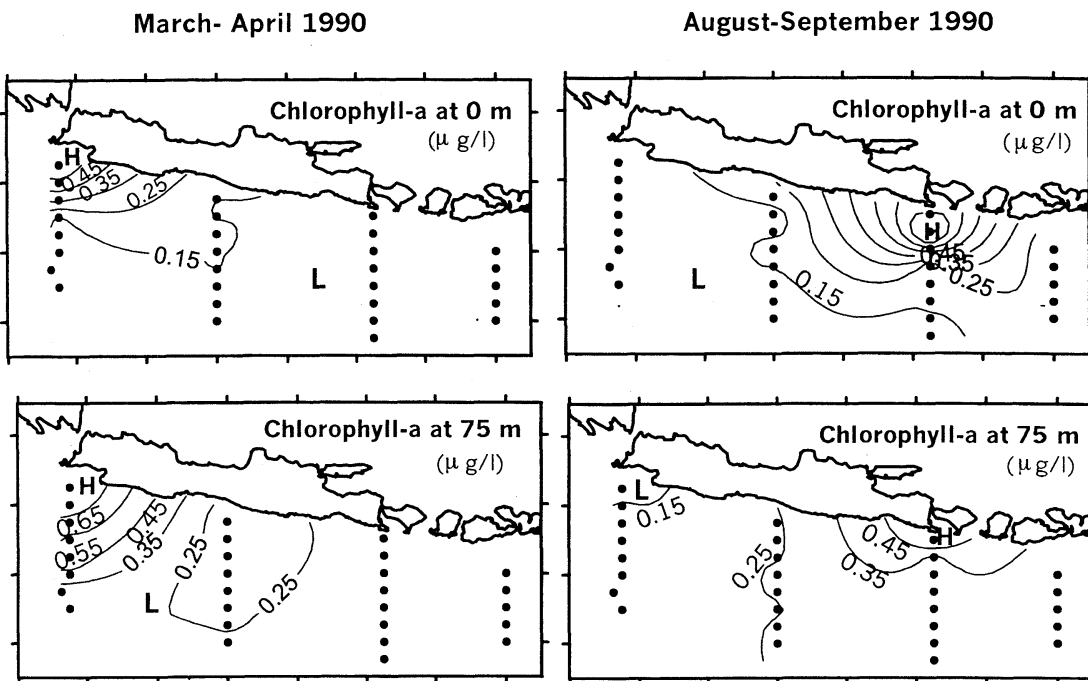 March- April 1990
August-September 1990
Chlorophyll-a at 0 m
(μ g/l)
H
0.45
0.35
0.25
0.15
L
Chlorophyll-a at 0 m
(μ g/l)
H
0.45
0.35
0.25
0.15
L
Chlorophyll-a at 75 m
(μ g/l)
H
0.65
0.55
0.45
0.35
0.25
0.25
L
Chlorophyll-a at 75 m
(μ g/l)
L
0.15
H
0.45
0.35
0.25